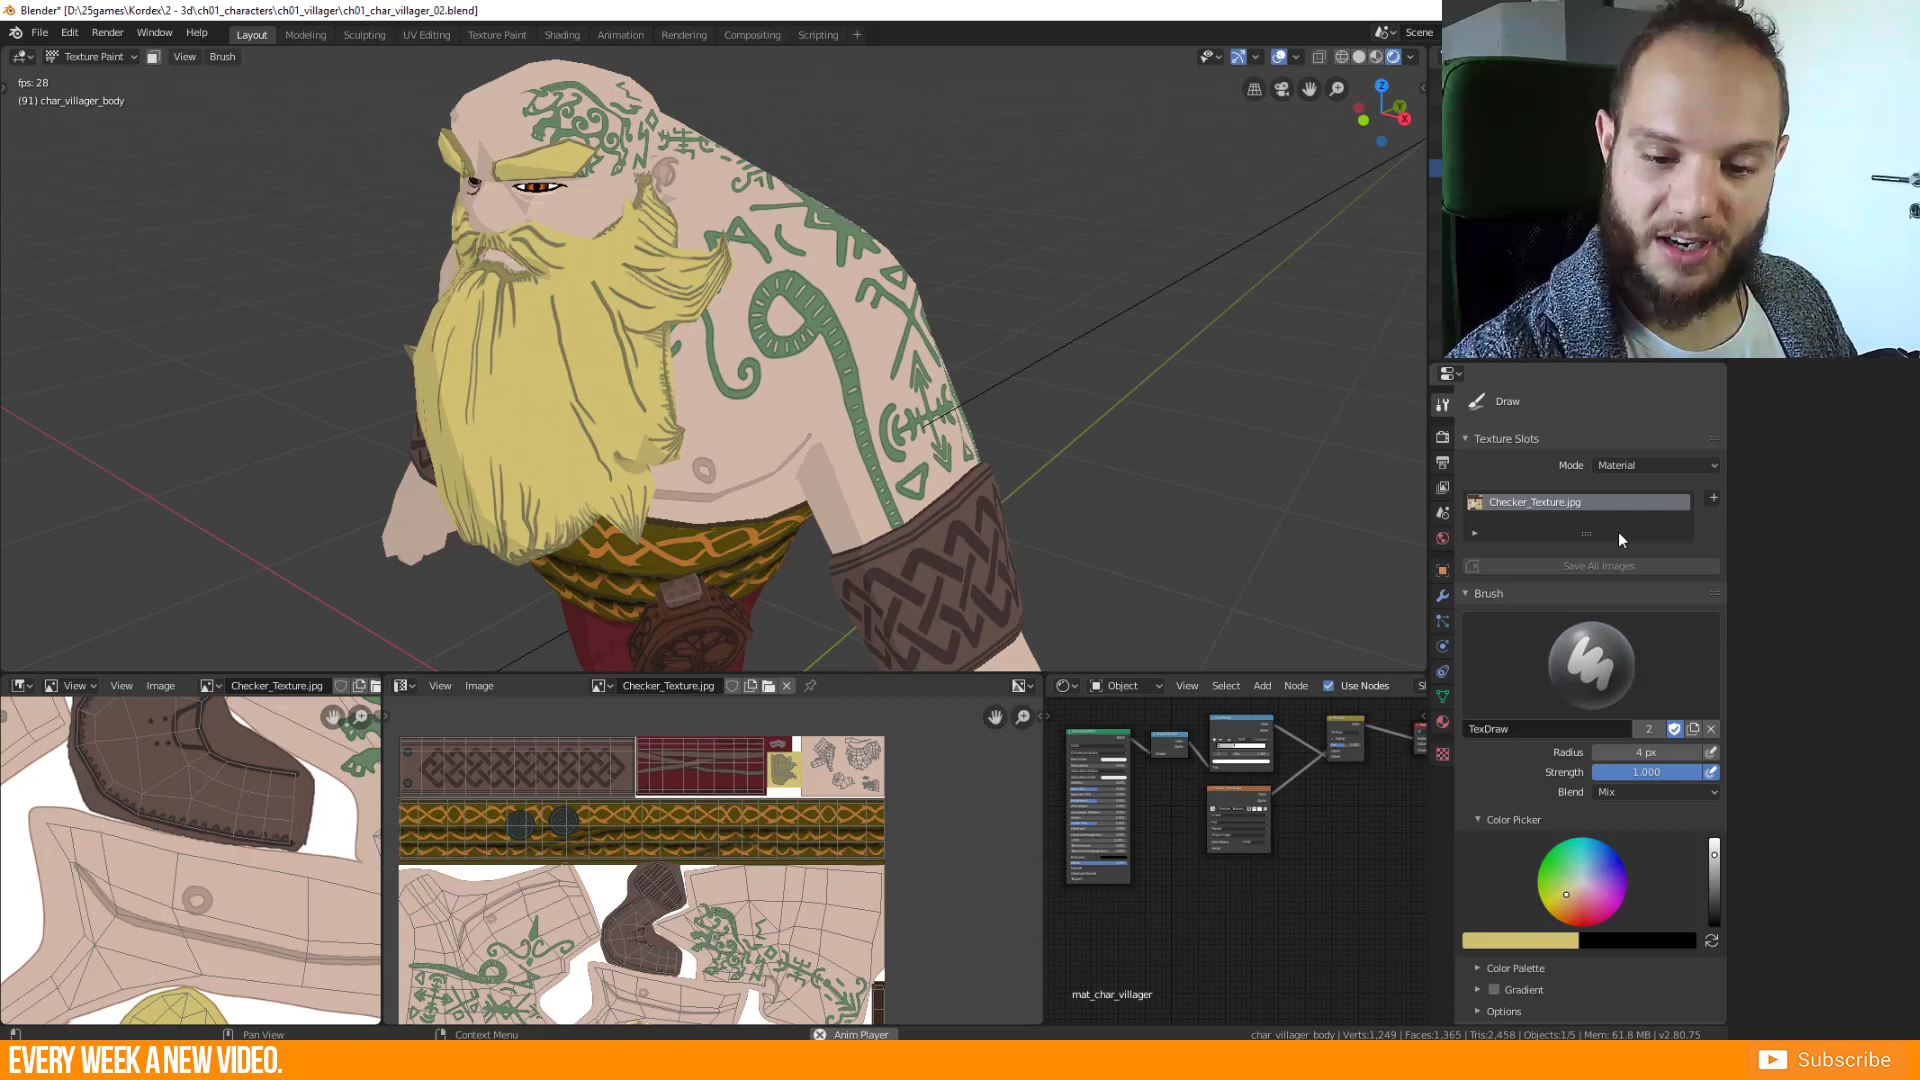 Blender* [D:\25games\Kordex\2 - 3d\ch01_characters\ch01_villager\ch01_char_villager_02.blend]
File Edit Render Window Help Layout Modeling Sculpting UV Editing Texture Paint Shading Animation Rendering Compositing Scripting + Scene
Texture Paint View Brush
fps: 28
(91) char_villager_body
Z
Y
X
Draw
Texture Slots
Mode Material
Checker_Texture.jpg
Save All Images
Brush
TexDraw 2
Radius 4 px
Strength 1.000
Blend Mix
Color Picker
Color Palette
Gradient
Options
View View Image Checker_Texture.jpg
View Image Checker_Texture.jpg
Object View Select Add Node Use Nodes
mat_char_villager
Pan View Context Menu Anim Player char_villager_body | Verts:1,249 | Faces:1,365 | Tris:2,458 | Objects:1/5 | Mem: 61.8 MB | v2.80.75
EVERY WEEK A NEW VIDEO. Subscribe